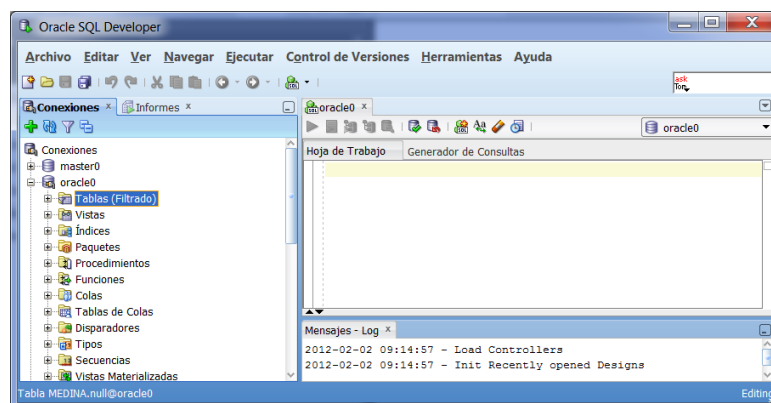 Oracle SQL Developer
Archivo Editar Ver Navegar Ejecutar Control de Versiones Herramientas Ayuda
ask
Tom
Conexiones Informes
oracle0
oracle0
Hoja de Trabajo Generador de Consultas
Conexiones
master0
oracle0
Tablas (Filtrado)
Vistas
Índices
Paquetes
Procedimientos
Funciones
Colas
Tablas de Colas
Disparadores
Tipos
Secuencias
Vistas Materializadas
Mensajes - Log
2012-02-02 09:14:57 - Load Controllers
2012-02-02 09:14:57 - Init Recently opened Designs
Tabla MEDINA.null@oracle0
Editing